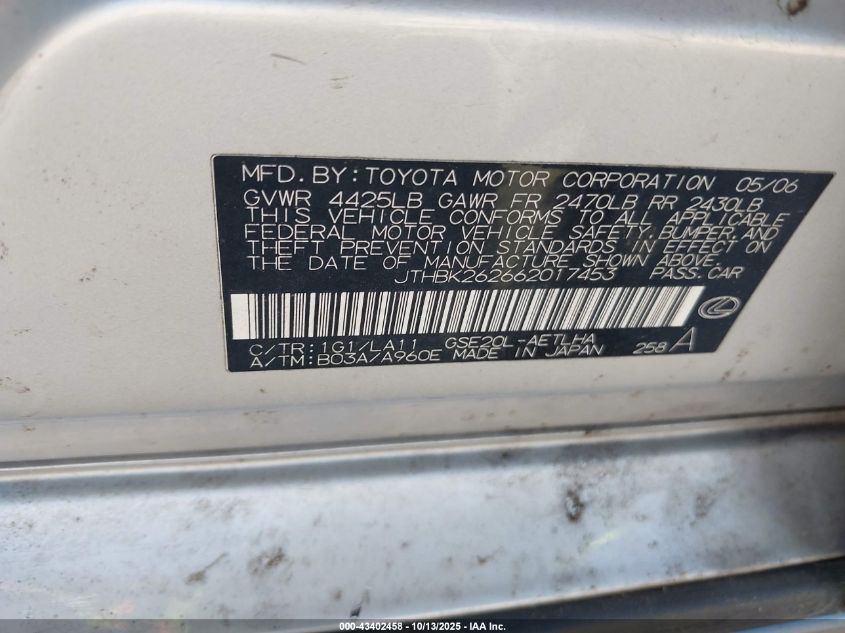 MFD. BY: TOYOTA MOTOR CORPORATION 05/06
GVWR 4425LB GAWR FR 2470LB RR 2430LB
THIS VEHICLE CONFORMS TO ALL APPLICABLE
FEDERAL MOTOR VEHICLE SAFETY, BUMPER, AND
THEFT PREVENTION STANDARDS IN EFFECT ON
THE DATE OF MANUFACTURE SHOWN ABOVE.
JTHBK262662017453 PASS. CAR
C/TR: 1G1/LA11 GSE20L-AETLHA
A/TM: B03A/A960E MADE IN JAPAN 258 A
000-43402458 | 10/13/2025 - IAA Inc.